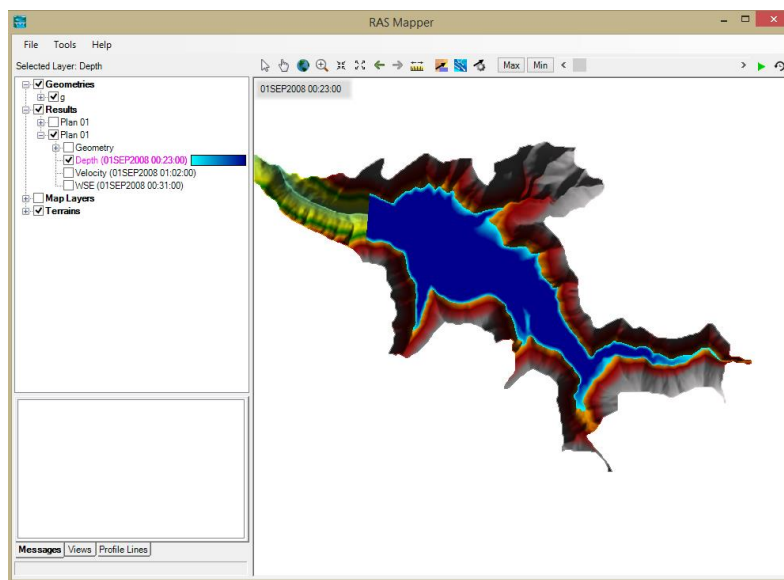 RAS Mapper
File Tools Help
Selected Layer: Depth
Max Min < >
Geometries
g
Results
Plan 01
Plan 01
Geometry
Depth (01SEP2008 00:23:00)
Velocity (01SEP2008 01:02:00)
WSE (01SEP2008 00:31:00)
Map Layers
Terrains
01SEP2008 00:23:00
Messages Views Profile Lines